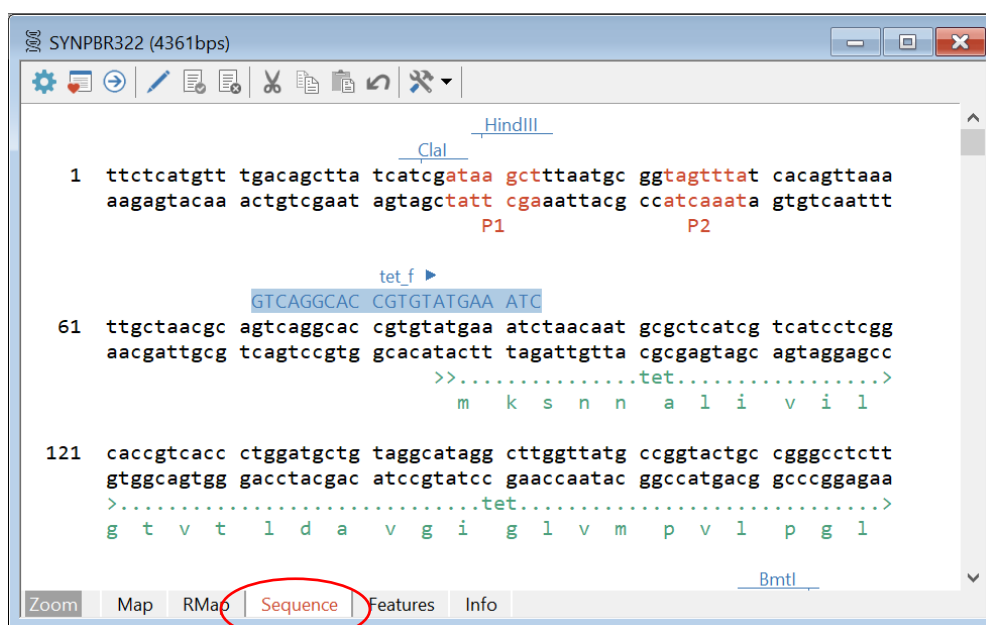 SYNPBR322 (4361bps)
HindIII
ClaI
1 ttctcatgtt tgacagctta tcatcgataa gctttaatgc ggtagtttat cacagttaaa
aagagtacaa actgtcgaat agtagctatt cgaaattacg ccatcaaata gtgtcaattt
P1 P2
tet_f
GTCAGGCAC CGTGTATGAA ATC
61 ttgctaacgc agtcaggcac cgtgtatgaa atctaacaat gcgctcatcg tcatcctcgg
aacgattgcg tcagtccgtg gcacatactt tagattgtta cgcgagtagc agtaggagcc
>>...............tet..................>
m k s n n a l i v i l
121 caccgtcacc ctggatgctg taggcatagg cttggttatg ccggtactgc cgggcctctt
gtggcagtgg gacctacgac atccgtatcc gaaccaatac ggccatgacg gcccggagaa
>...............................tet..............................>
g t v t l d a v g i g l v m p v l p g l
BmtI
Zoom Map RMap Sequence Features Info